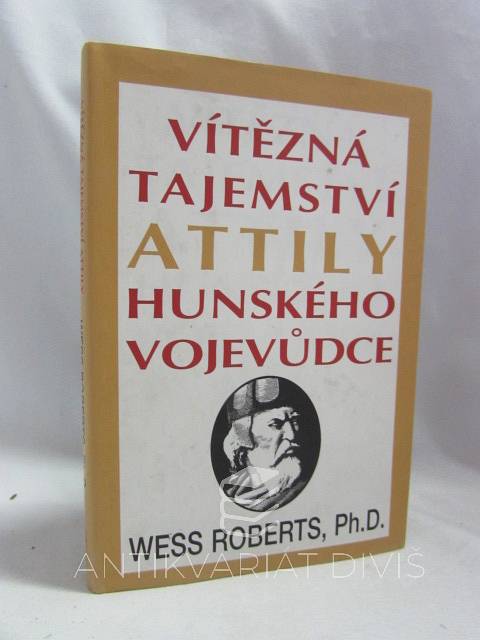 VÍTĚZNÁ
TAJEMSTVÍ
ATTILY
HUNSKÉHO
VOJEVŮDCE
WESS ROBERTS, Ph.D.
ANTIKVARIÁT DIVIŠ